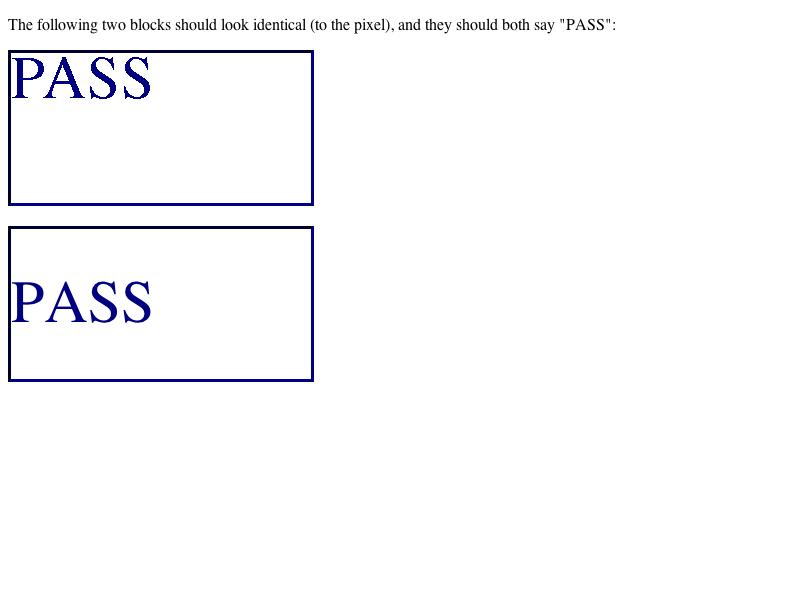 The following two blocks should look identical (to the pixel), and they should both say "PASS":
PASS
PASS